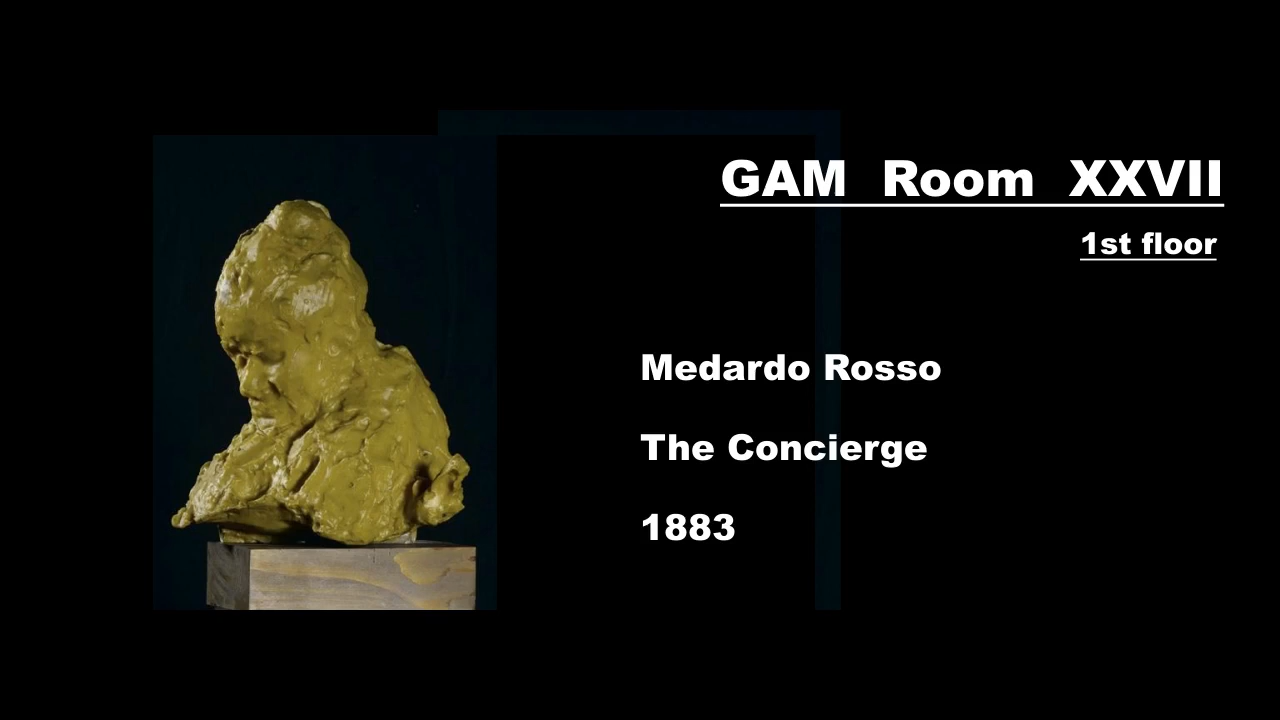 GAM Room XXVII
1st floor
Medardo Rosso
The Concierge
1883